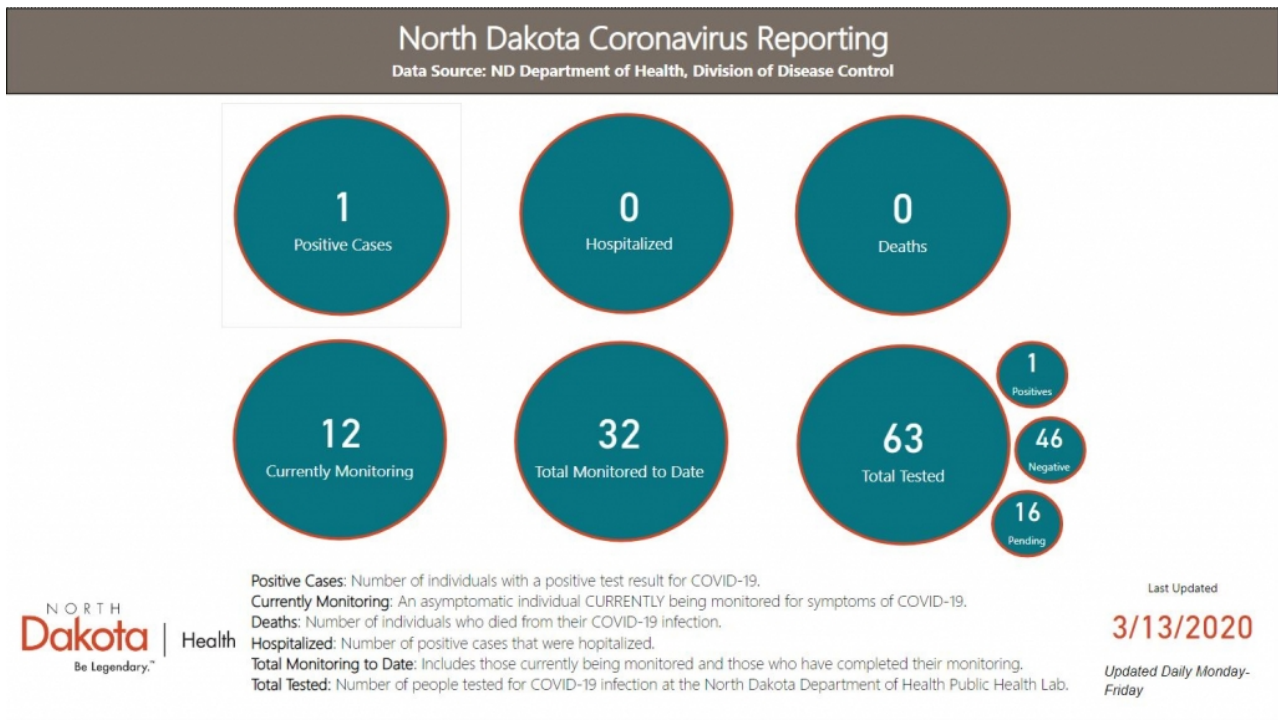 North Dakota Coronavirus Reporting
Data Source: ND Department of Health, Division of Disease Control
1
Positive Cases
0
Hospitalized
0
Deaths
12
Currently Monitoring
32
Total Monitored to Date
63
Total Tested
1
Positives
46
Negative
16
Pending
Positive Cases: Number of individuals with a positive test result for COVID-19.
Currently Monitoring: An asymptomatic individual CURRENTLY being monitored for symptoms of COVID-19.
Deaths: Number of individuals who died from their COVID-19 infection.
Hospitalized: Number of positive cases that were hopitalized.
Total Monitoring to Date: Includes those currently being monitored and those who have completed their monitoring.
Total Tested: Number of people tested for COVID-19 infection at the North Dakota Department of Health Public Health Lab.
NORTH
Dakota
Be Legendary.™
Health
Last Updated
3/13/2020
Updated Daily Monday-
Friday